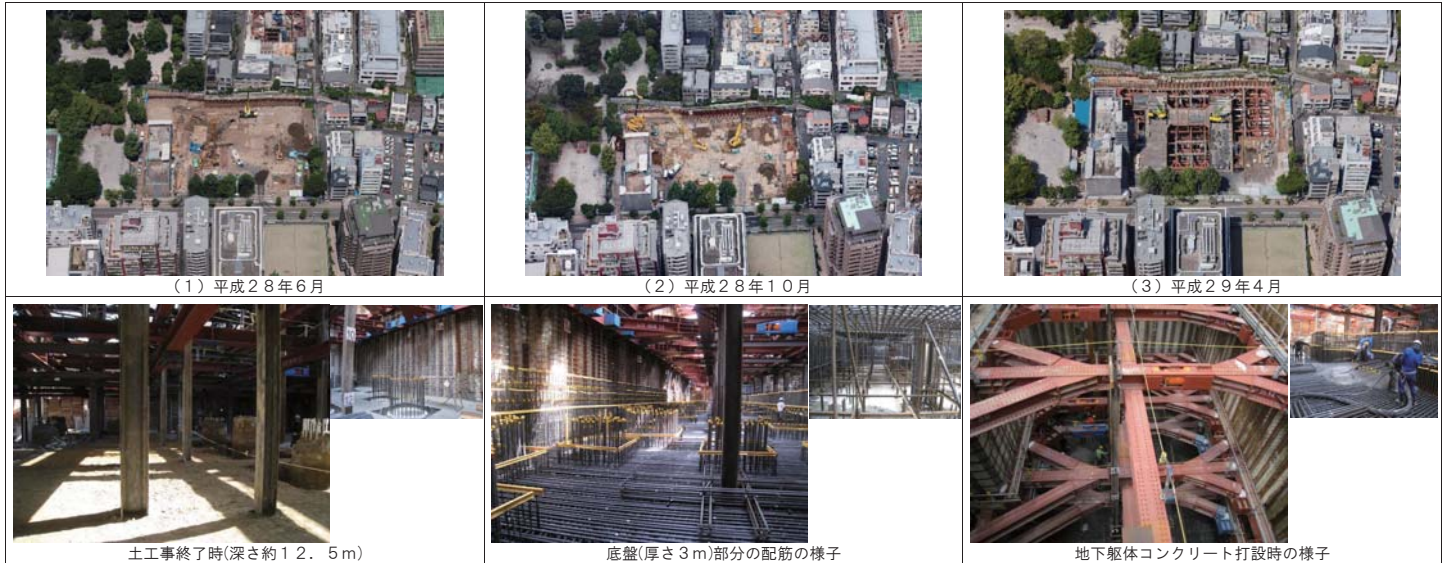 （１）平成２８年６月
（２）平成２８年１０月
（３）平成２９年４月
土工事終了時(深さ約１２．５ｍ)
底盤(厚さ３ｍ)部分の配筋の様子
地下躯体コンクリート打設時の様子